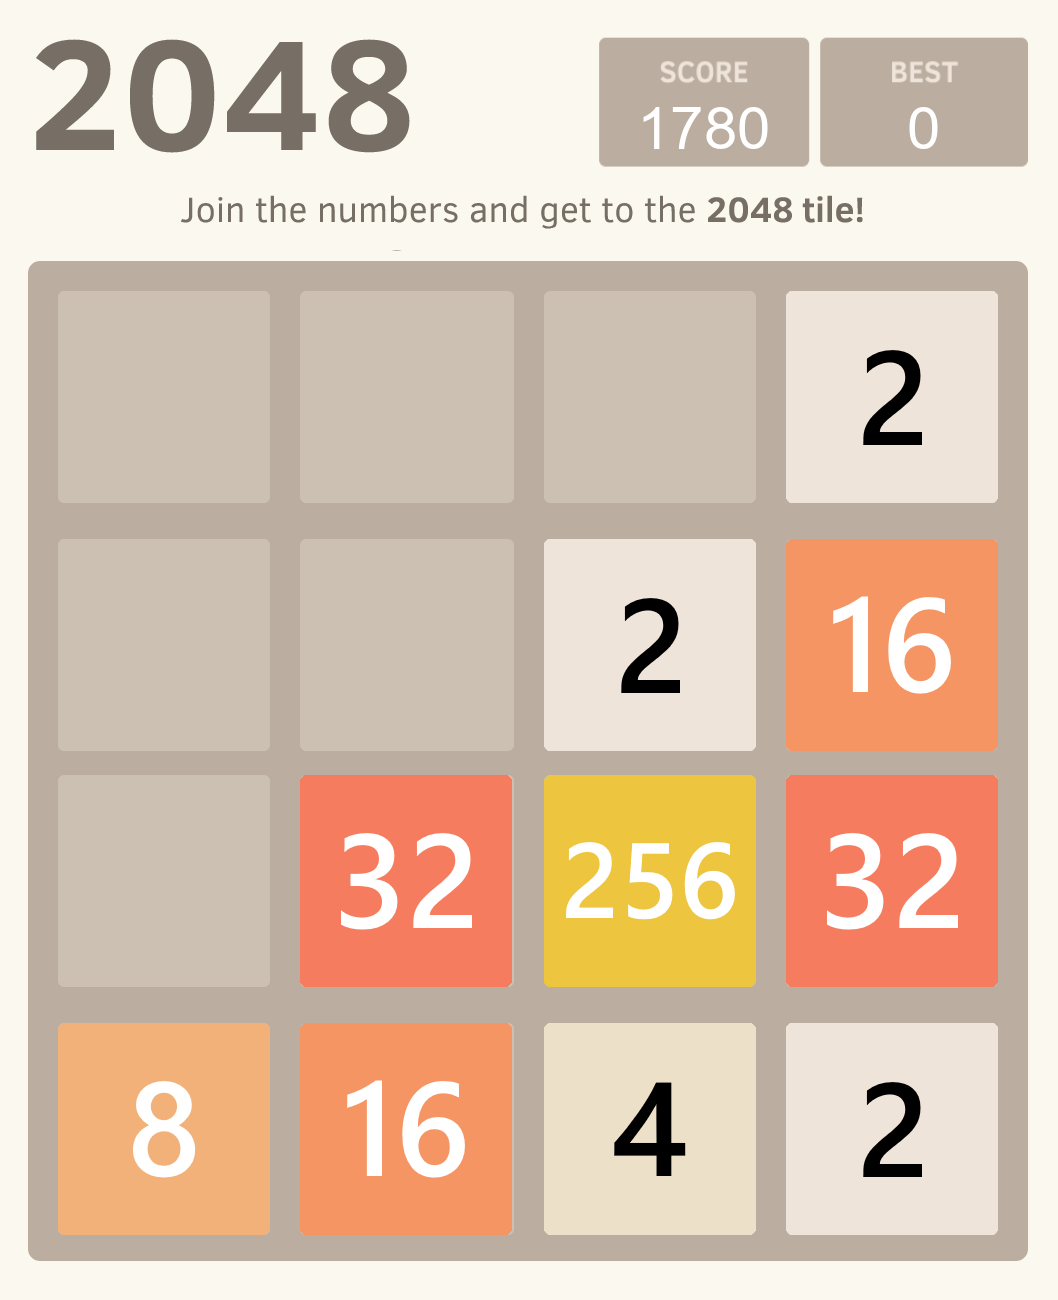 2048
SCORE BEST
1780 0
Join the numbers and get to the 2048 tile!
2
2 16
32 256 32
8 16 4 2